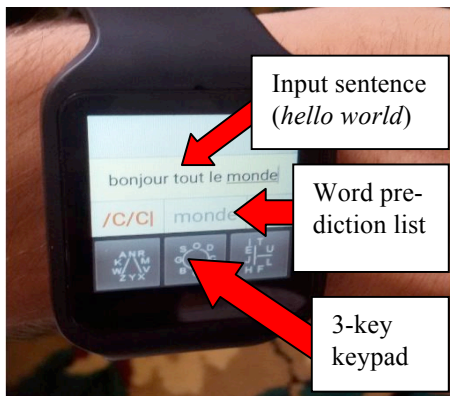 Input sentence
(hello world)
bonjour tout le monde
Word pre-
diction list
/C/C| monde
A N R
K M
W V
Z Y X
S O D
G C
B
I T
E U
J L
H F
3-key
keypad